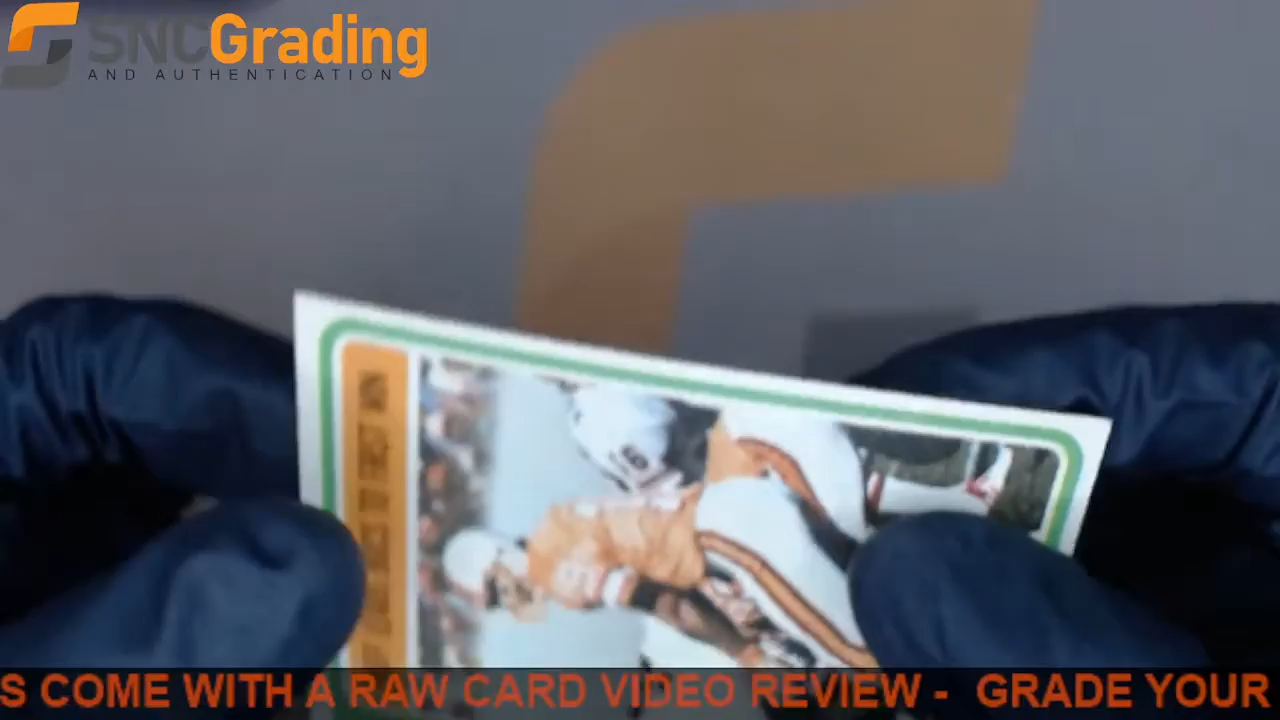 SNCGrading
AND AUTHENTICATION
S COME WITH A RAW CARD VIDEO REVIEW - GRADE YOUR